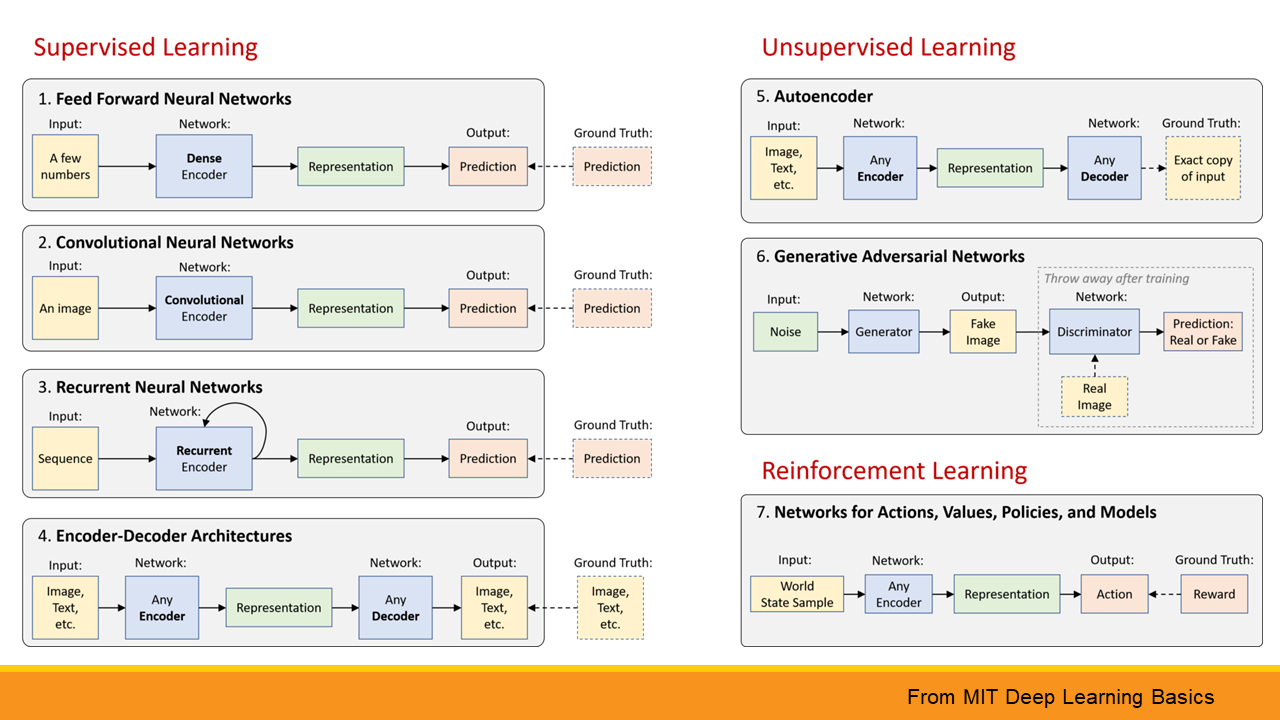 Supervised Learning
1. Feed Forward Neural Networks
Input:
Network:
Output:
Ground Truth:
A few
numbers
Dense
Encoder
Representation
Prediction
Prediction
2. Convolutional Neural Networks
Input:
Network:
Output:
Ground Truth:
An image
Convolutional
Encoder
Representation
Prediction
Prediction
3. Recurrent Neural Networks
Input:
Network:
Output:
Ground Truth:
Sequence
Recurrent
Encoder
Representation
Prediction
Prediction
4. Encoder-Decoder Architectures
Input:
Network:
Network:
Output:
Ground Truth:
Image,
Text,
etc.
Any
Encoder
Representation
Any
Decoder
Image,
Text,
etc.
Image,
Text,
etc.
Unsupervised Learning
5. Autoencoder
Input:
Network:
Network:
Ground Truth:
Image,
Text,
etc.
Any
Encoder
Representation
Any
Decoder
Exact copy
of input
6. Generative Adversarial Networks
Throw away after training
Input:
Network:
Output:
Network:
Noise
Generator
Fake
Image
Discriminator
Prediction:
Real or Fake
Real
Image
Reinforcement Learning
7. Networks for Actions, Values, Policies, and Models
Input:
Network:
Output:
Ground Truth:
World
State Sample
Any
Encoder
Representation
Action
Reward
From MIT Deep Learning Basics